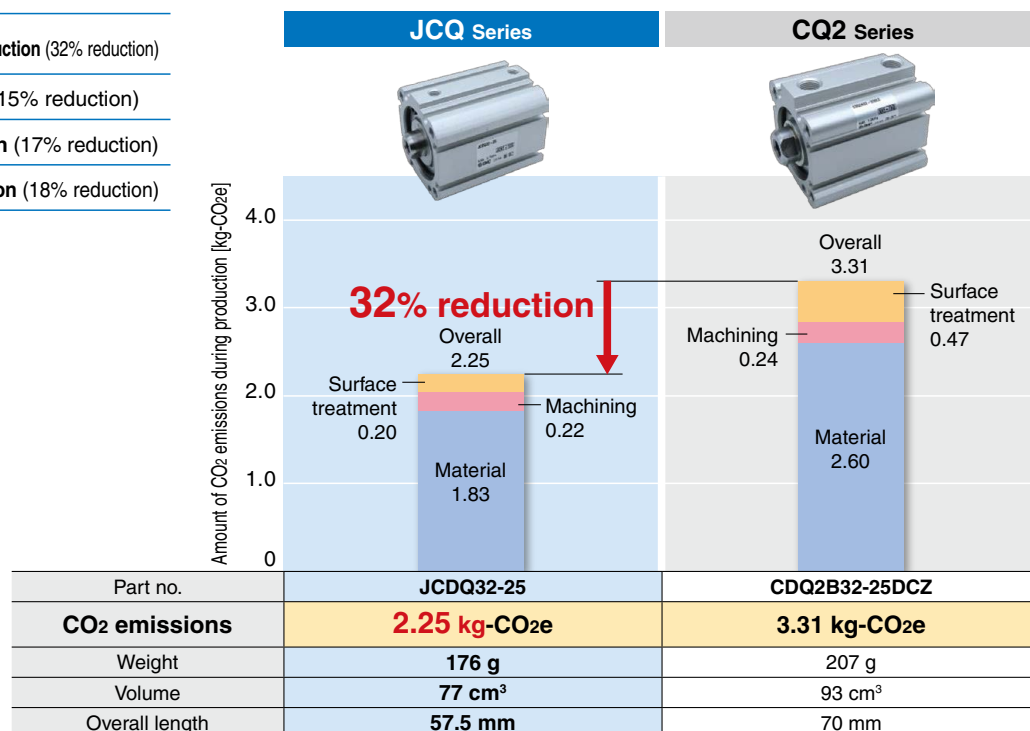 JCQ Series
CQ2 Series
(32% reduction)
15% reduction)
(17% reduction)
(18% reduction)
Amount of CO2 emissions during production [kg-CO2e]
4.0
3.0
2.0
1.0
0
32% reduction
Overall
2.25
Surface
treatment
0.20
Machining
0.22
Material
1.83
Overall
3.31
Surface
treatment
0.47
Machining
0.24
Material
2.60
Part no. JCDQ32-25 CDQ2B32-25DCZ
CO2 emissions 2.25 kg-CO2e 3.31 kg-CO2e
Weight 176 g 207 g
Volume 77 cm³ 93 cm³
Overall length 57.5 mm 70 mm